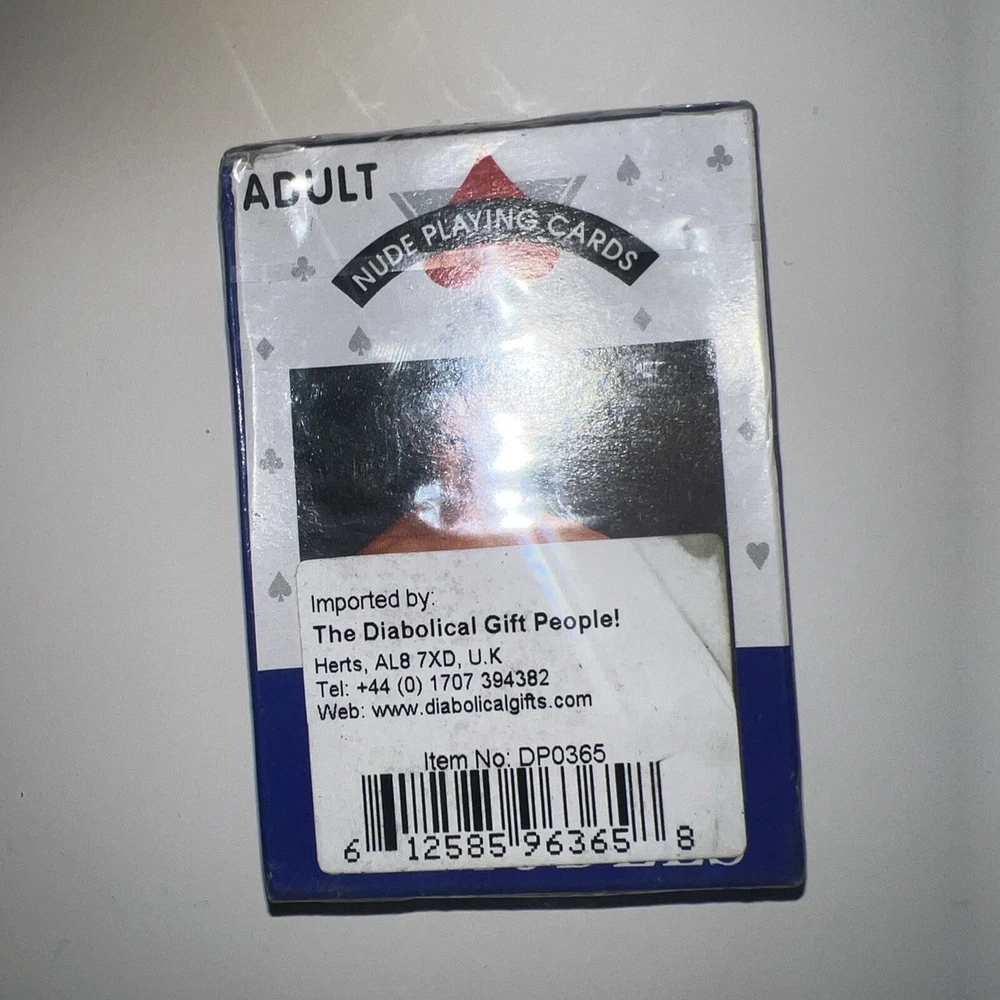 ADULT
NUDE PLAYING CARDS
Imported by:
The Diabolical Gift People!
Herts, AL8 7XD, U.K
Tel: +44 (0) 1707 394382
Web: www.diabolicalgifts.com
Item No: DP0365
6 12585 96365 8